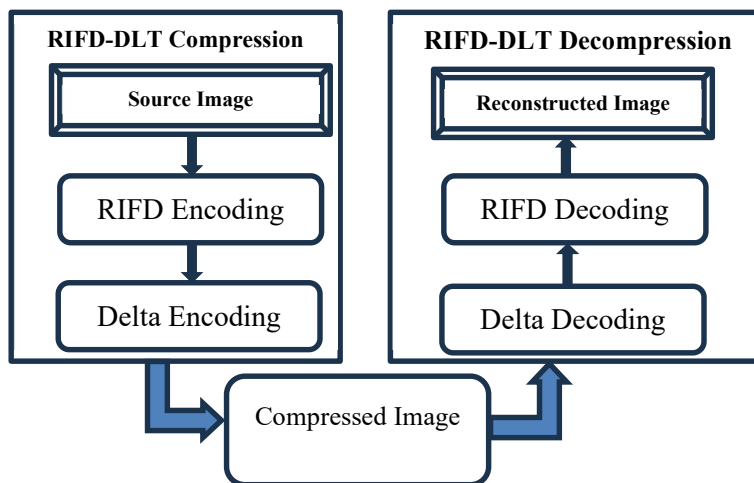 RIFD-DLT Compression
Source Image
RIFD Encoding
Delta Encoding
RIFD-DLT Decompression
Reconstructed Image
RIFD Decoding
Delta Decoding
Compressed Image